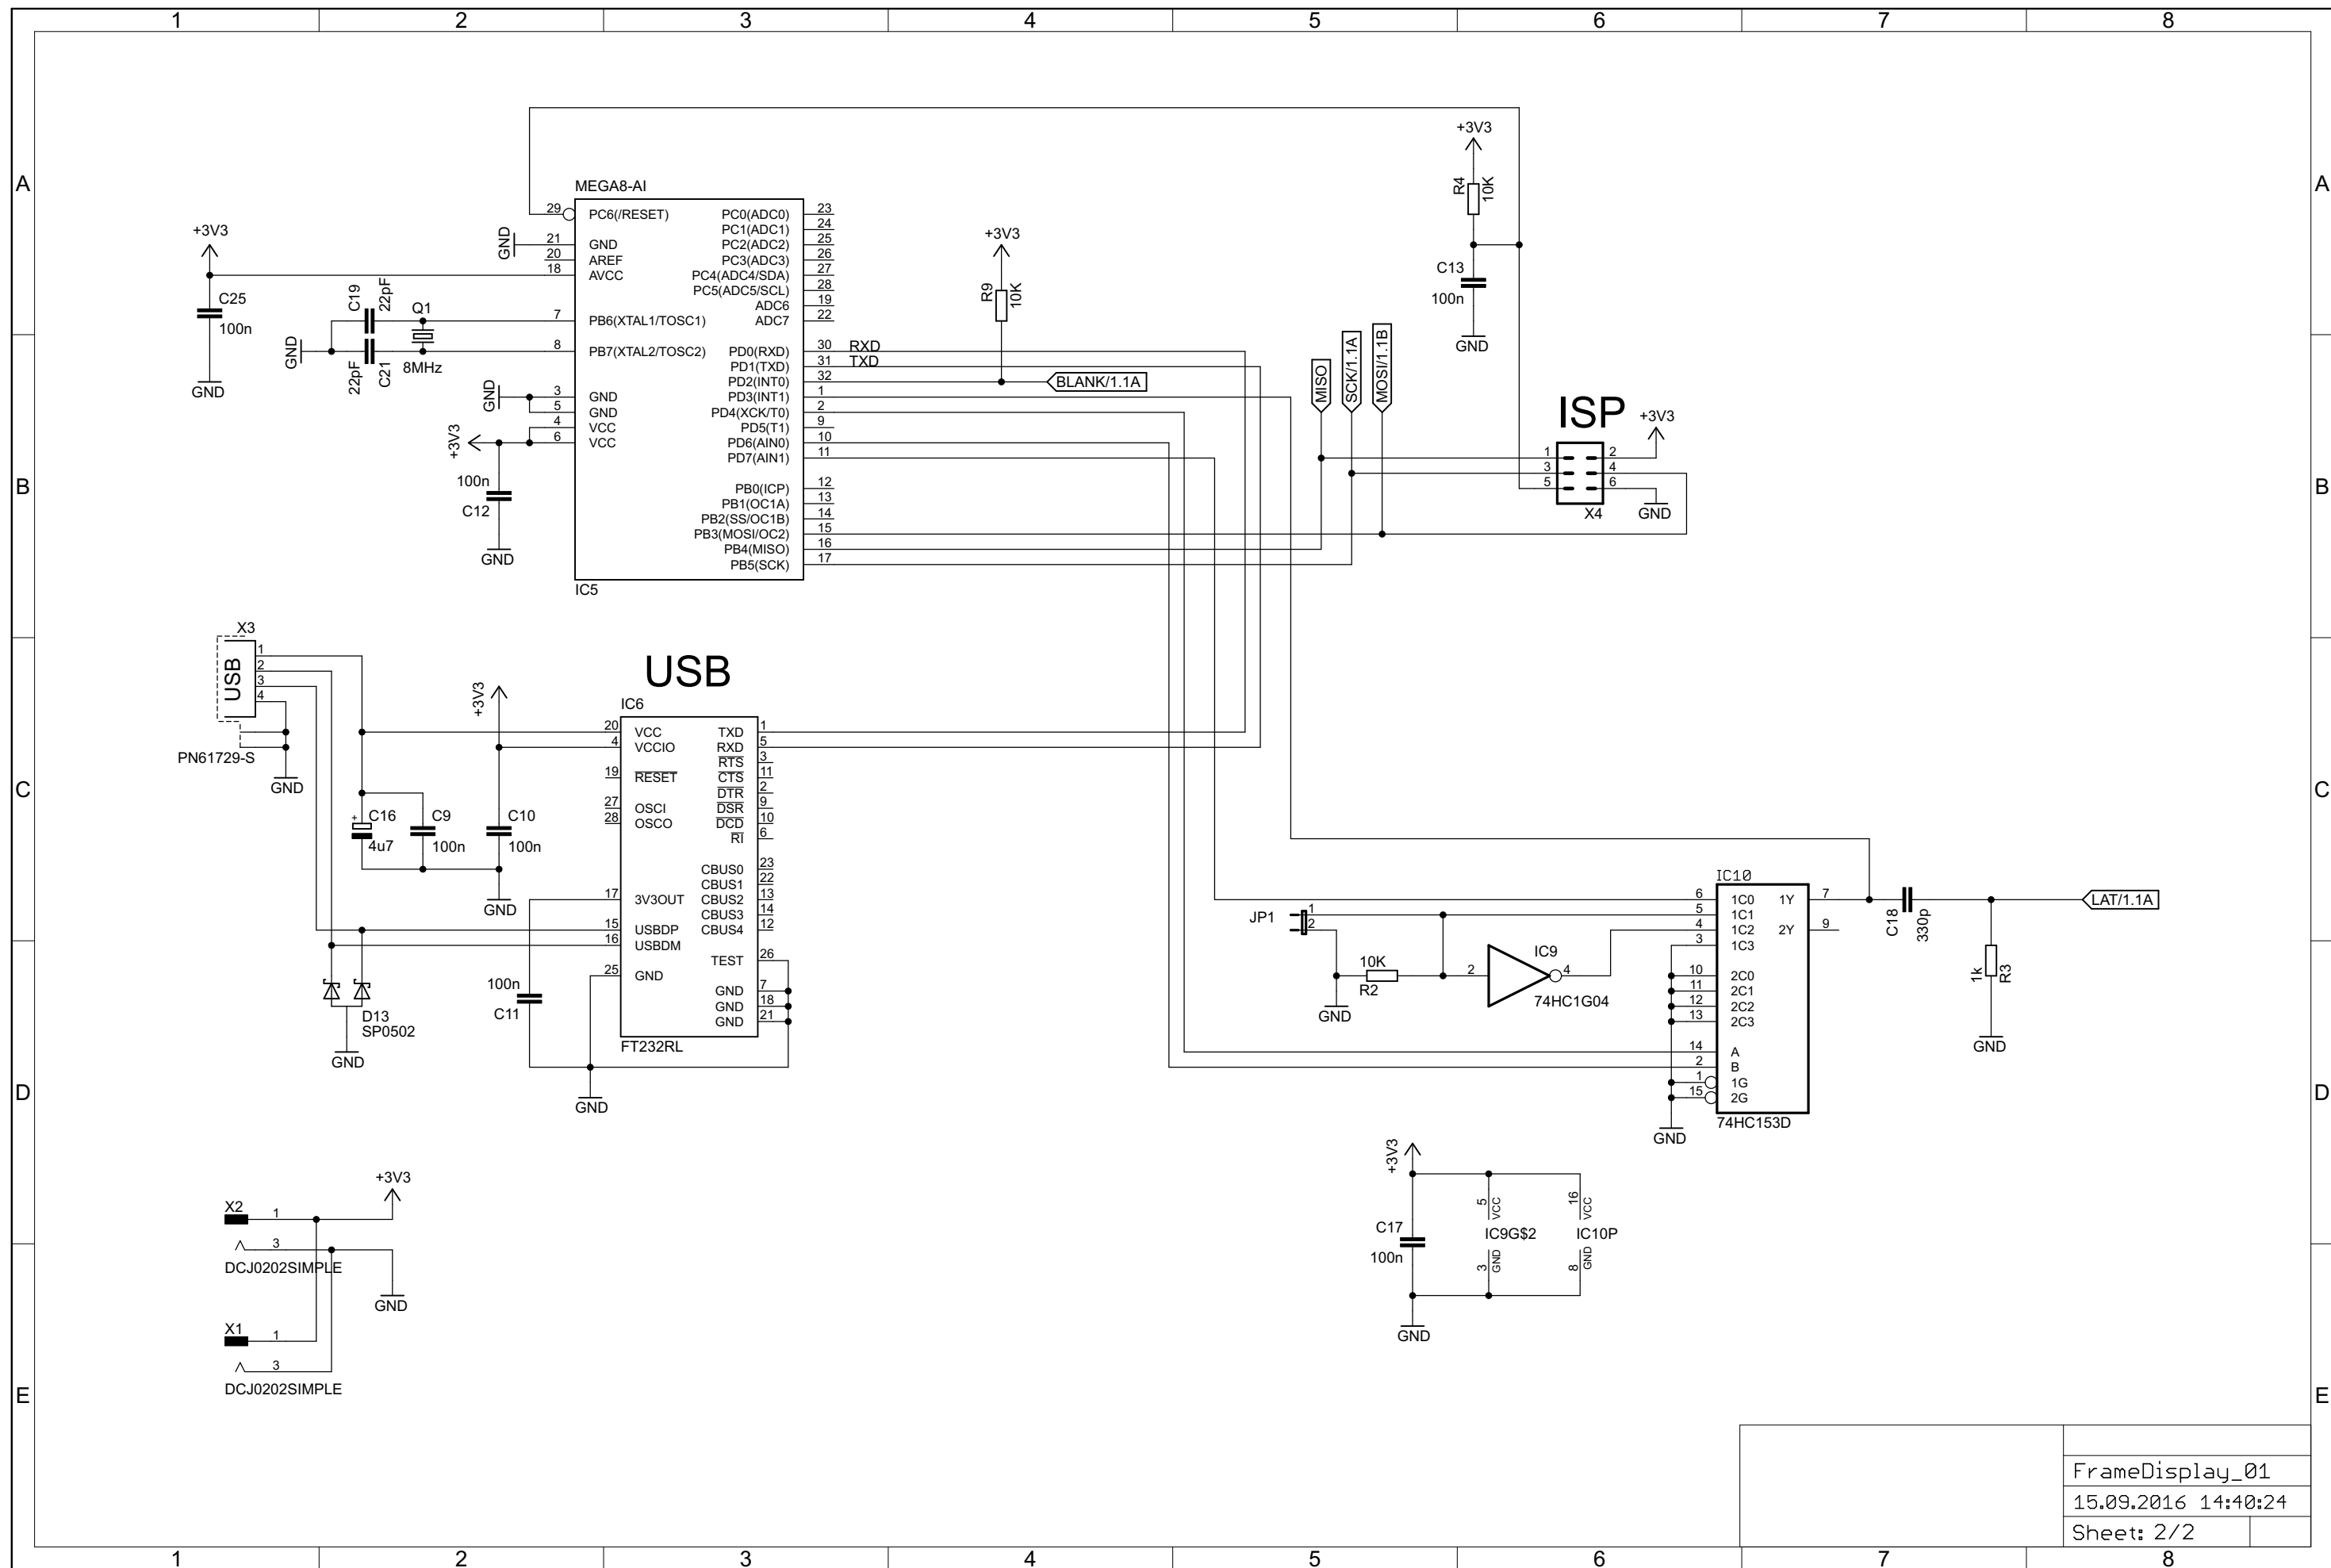 1 2 3 4 5 6 7 8
A A
B B
C C
D D
E E
MEGA8-AI
29 PC6(/RESET)
GND
21 GND
20 AREF
18 AVCC
7 PB6(XTAL1/TOSC1)
8 PB7(XTAL2/TOSC2)
3 GND
5 GND
4 VCC
6 VCC
PC0(ADC0) 23
PC1(ADC1) 24
PC2(ADC2) 25
PC3(ADC3) 26
PC4(ADC4/SDA) 27
PC5(ADC5/SCL) 28
ADC6 19
ADC7 22
PD0(RXD) 30 RXD
PD1(TXD) 31 TXD
PD2(INT0) 32
PD3(INT1) 1
PD4(XCK/T0) 2
PD5(T1) 9
PD6(AIN0) 10
PD7(AIN1) 11
PB0(ICP) 12
PB1(OC1A) 13
PB2(SS/OC1B) 14
PB3(MOSI/OC2) 15
PB4(MISO) 16
PB5(SCK) 17
IC5
+3V3
C25
100n
GND
C19
22pF
Q1
GND
22pF
C21
8MHz
GND
+3V3
100n
C12
GND
+3V3
R9
10K
BLANK/1.1A
+3V3
R4
10K
C13
100n
GND
MISO
SCK/1.1A
MOSI/1.1B
ISP
+3V3
1 2
3 4
5 6
X4
GND
X3
USB
1
2
3
4
PN61729-S
GND
+3V3
C16
4u7
+
C9
100n
C10
100n
GND
D13
SP0502
GND
100n
C11
USB
IC6
20 VCC
4 VCCIO
19 RESET
27 OSCI
28 OSCO
17 3V3OUT
15 USBDP
16 USBDM
25 GND
TXD 1
RXD 5
RTS 3
CTS 11
DTR 2
DSR 9
DCD 10
RI 6
CBUS0 23
CBUS1 22
CBUS2 13
CBUS3 14
CBUS4 12
TEST 26
GND 7
GND 18
GND 21
FT232RL
GND
JP1
1
2
10K
R2
GND
IC9
2
4
74HC1G04
IC10
6 1C0
5 1C1
4 1C2
3 1C3
10 2C0
11 2C1
12 2C2
13 2C3
14 A
2 B
1 1G
15 2G
1Y 7
2Y 9
74HC153D
GND
C18
330p
LAT/1.1A
1k
R3
GND
+3V3
C17
100n
GND
5 VCC
IC9G$2
3 GND
16 VCC
IC10P
8 GND
+3V3
X2
1
3
DCJ0202SIMPLE
GND
X1
1
3
DCJ0202SIMPLE
FrameDisplay_01
15.09.2016 14:40:24
Sheet: 2/2
1 2 3 4 5 6 7 8